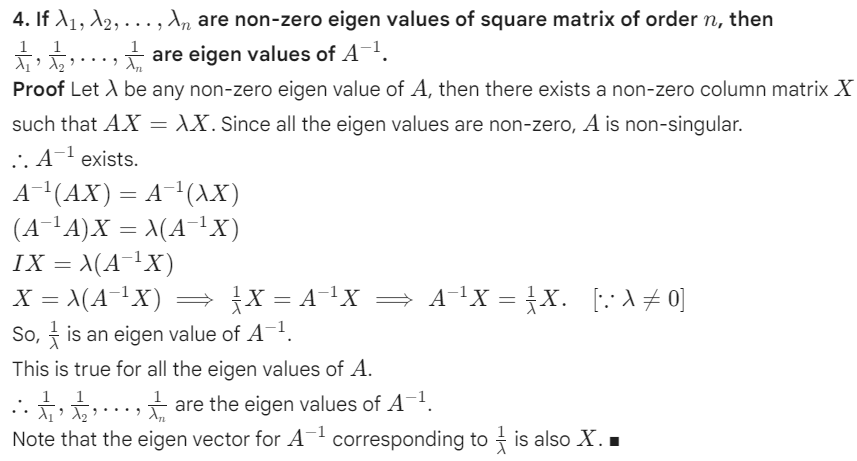 4. If λ₁, λ₂, . . . , λₙ are non-zero eigen values of square matrix of order n, then
1/λ₁, 1/λ₂, . . . , 1/λₙ are eigen values of A⁻¹.
Proof Let λ be any non-zero eigen value of A, then there exists a non-zero column matrix X
such that AX = λX. Since all the eigen values are non-zero, A is non-singular.
∴ A⁻¹ exists.
A⁻¹(AX) = A⁻¹(λX)
(A⁻¹A)X = λ(A⁻¹X)
IX = λ(A⁻¹X)
X = λ(A⁻¹X) ⟹ 1/λ X = A⁻¹X ⟹ A⁻¹X = 1/λ X. [∵ λ ≠ 0]
So, 1/λ is an eigen value of A⁻¹.
This is true for all the eigen values of A.
∴ 1/λ₁, 1/λ₂, . . . , 1/λₙ are the eigen values of A⁻¹.
Note that the eigen vector for A⁻¹ corresponding to 1/λ is also X. ∎